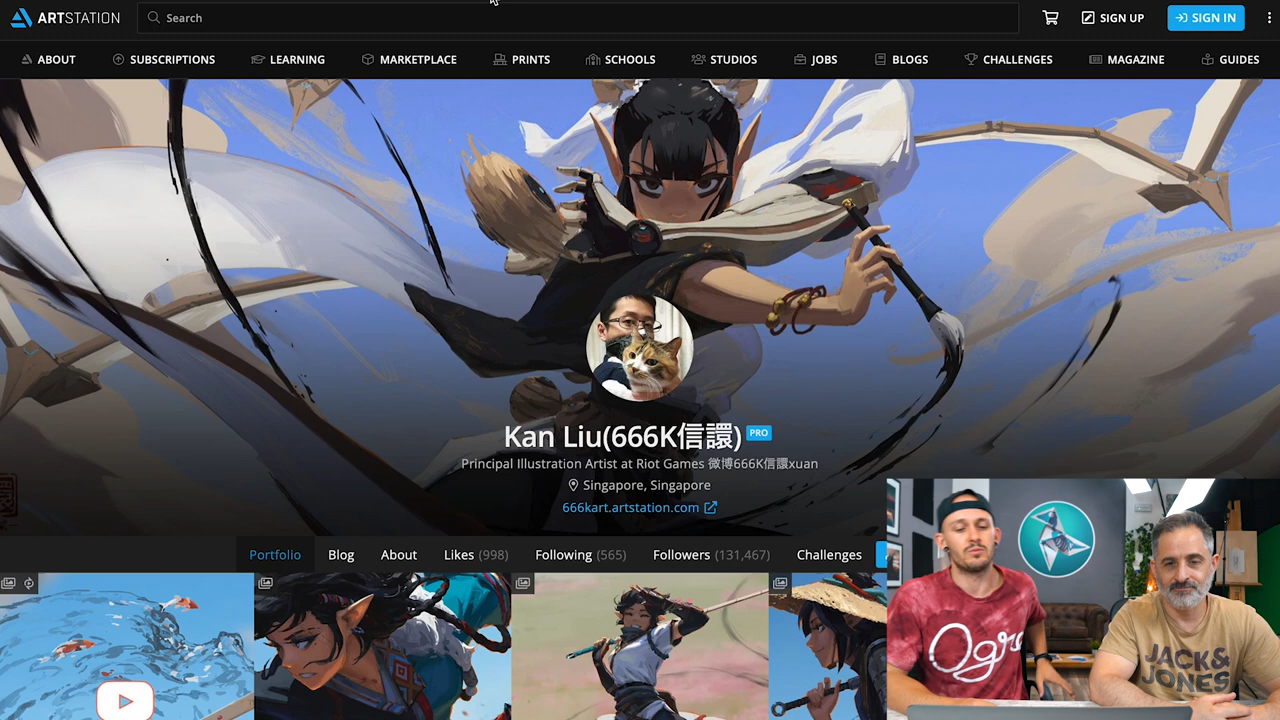 ARTSTATION
Search
SIGN UP
SIGN IN
ABOUT
SUBSCRIPTIONS
LEARNING
MARKETPLACE
PRINTS
SCHOOLS
STUDIOS
JOBS
BLOGS
CHALLENGES
MAGAZINE
GUIDES
Kan Liu(666K信譞) PRO
Principal Illustration Artist at Riot Games 微博666K信譞xuan
Singapore, Singapore
666kart.artstation.com
Portfolio
Blog
About
Likes (998)
Following (565)
Followers (131,467)
Challenges
JACK&
JONES